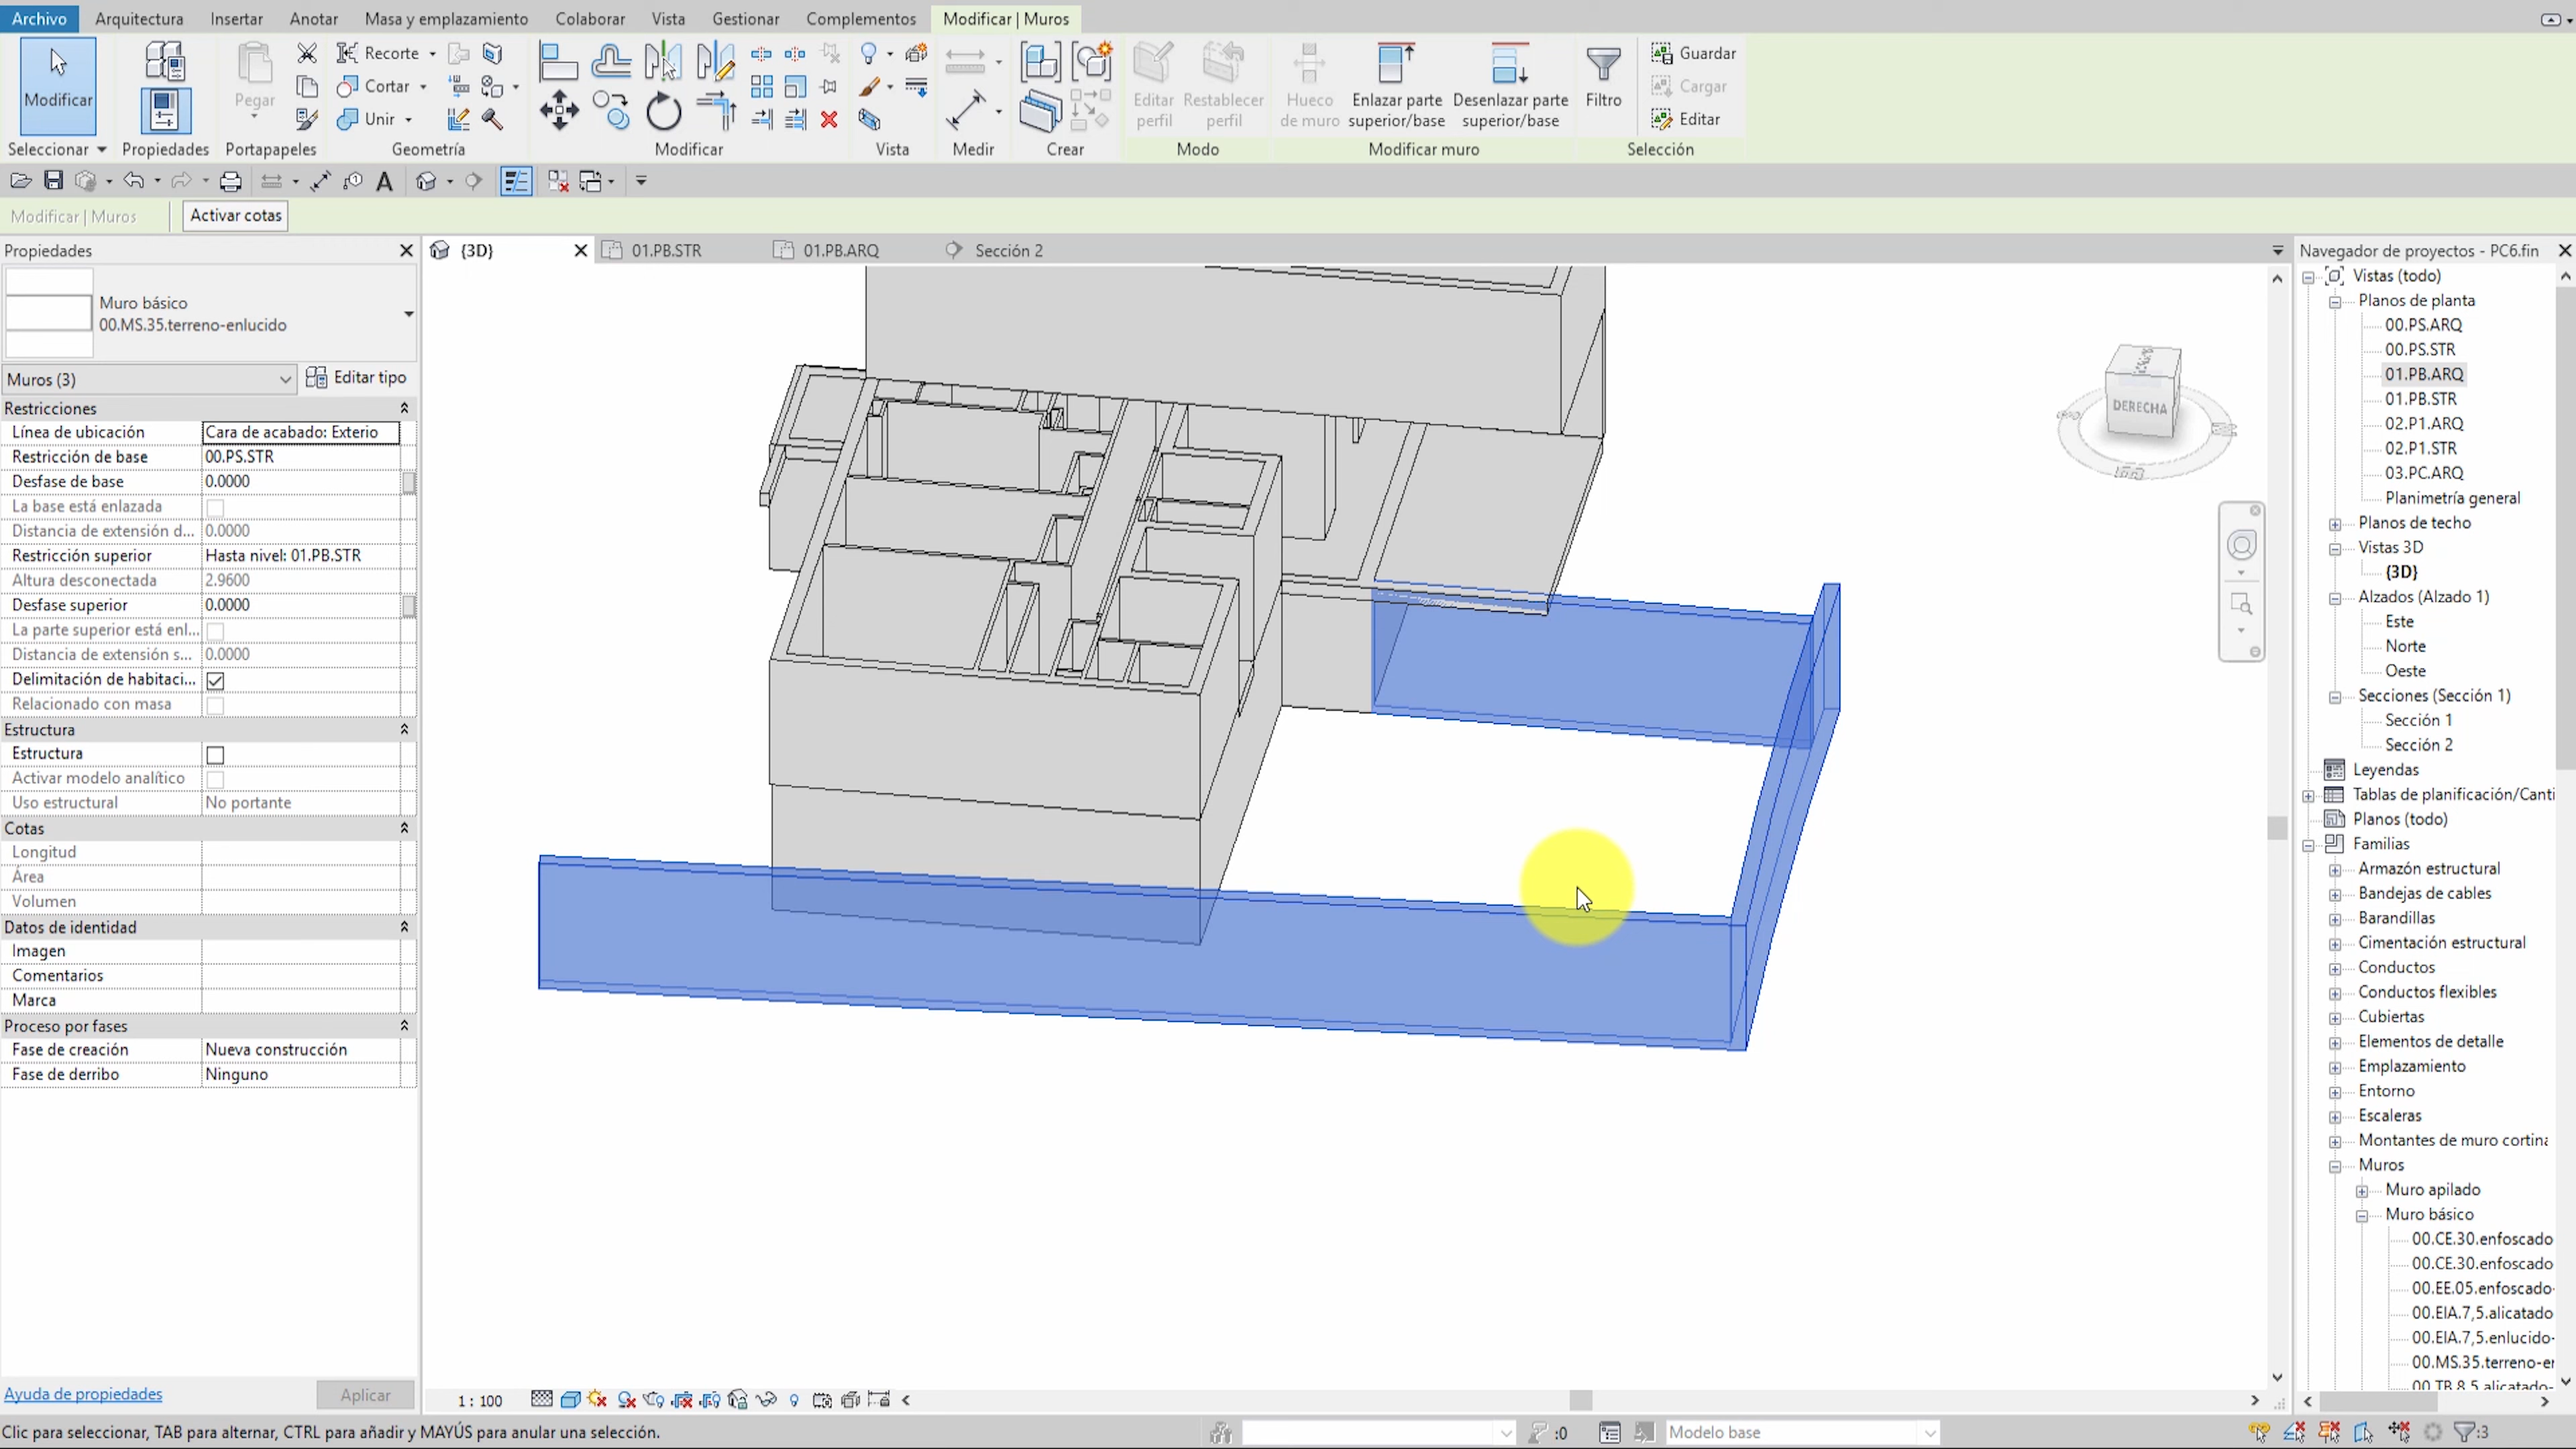 Archivo Arquitectura Insertar Anotar Masa y emplazamiento Colaborar Vista Gestionar Complementos Modificar | Muros
Modificar
Pegar
Recorte
Cortar
Unir
Editar perfil
Restablecer perfil
Hueco de muro
Enlazar parte superior/base
Desenlazar parte superior/base
Filtro
Guardar
Cargar
Editar
Seleccionar Propiedades Portapapeles Geometría Modificar Vista Medir Crear Modo Modificar muro Selección
Modificar | Muros Activar cotas
Propiedades
{3D} 01.PB.STR 01.PB.ARQ Sección 2
Muro básico
00.MS.35.terreno-enlucido
Muros (3) Editar tipo
Restricciones
Línea de ubicación Cara de acabado: Exterio
Restricción de base 00.PS.STR
Desfase de base 0.0000
La base está enlazada
Distancia de extensión d... 0.0000
Restricción superior Hasta nivel: 01.PB.STR
Altura desconectada 2.9600
Desfase superior 0.0000
La parte superior está enl...
Distancia de extensión s... 0.0000
Delimitación de habitaci...
Relacionado con masa
Estructura
Estructura
Activar modelo analítico
Uso estructural No portante
Cotas
Longitud
Área
Volumen
Datos de identidad
Imagen
Comentarios
Marca
Proceso por fases
Fase de creación Nueva construcción
Fase de derribo Ninguno
Ayuda de propiedades Aplicar
DERECHA
1 : 100
Navegador de proyectos - PC6.fin
Vistas (todo)
Planos de planta
00.PS.ARQ
00.PS.STR
01.PB.ARQ
01.PB.STR
02.P1.ARQ
02.P1.STR
03.PC.ARQ
Planimetría general
Planos de techo
Vistas 3D
{3D}
Alzados (Alzado 1)
Este
Norte
Oeste
Secciones (Sección 1)
Sección 1
Sección 2
Leyendas
Tablas de planificación/Canti
Planos (todo)
Familias
Armazón estructural
Bandejas de cables
Barandillas
Cimentación estructural
Conductos
Conductos flexibles
Cubiertas
Elementos de detalle
Emplazamiento
Entorno
Escaleras
Montantes de muro cortina
Muros
Muro apilado
Muro básico
00.CE.30.enfoscado
00.CE.30.enfoscado
00.EE.05.enfoscado-
00.EIA.7,5.alicatado
00.EIA.7,5.enlucido-
00.MS.35.terreno-er
00.TB.8,5.alicatado-
Clic para seleccionar, TAB para alternar, CTRL para añadir y MAYÚS para anular una selección.
:0
Modelo base
:3